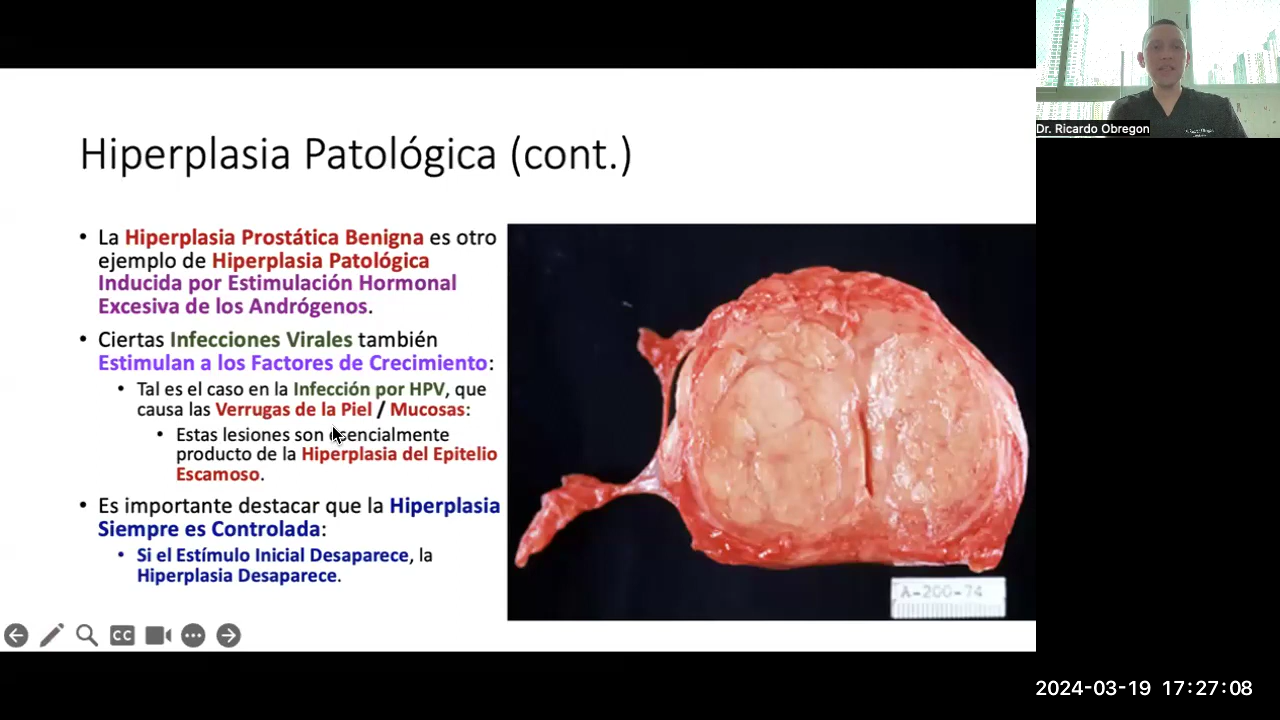 Hiperplasia Patológica (cont.)
• La Hiperplasia Prostática Benigna es otro
ejemplo de Hiperplasia Patológica
Inducida por Estimulación Hormonal
Excesiva de los Andrógenos.
• Ciertas Infecciones Virales también
Estimulan a los Factores de Crecimiento:
• Tal es el caso en la Infección por HPV, que
causa las Verrugas de la Piel / Mucosas:
• Estas lesiones son esencialmente
producto de la Hiperplasia del Epitelio
Escamoso.
• Es importante destacar que la Hiperplasia
Siempre es Controlada:
• Si el Estímulo Inicial Desaparece, la
Hiperplasia Desaparece.
A-200-74
CC
Dr. Ricardo Obregon
2024-03-19 17:27:08